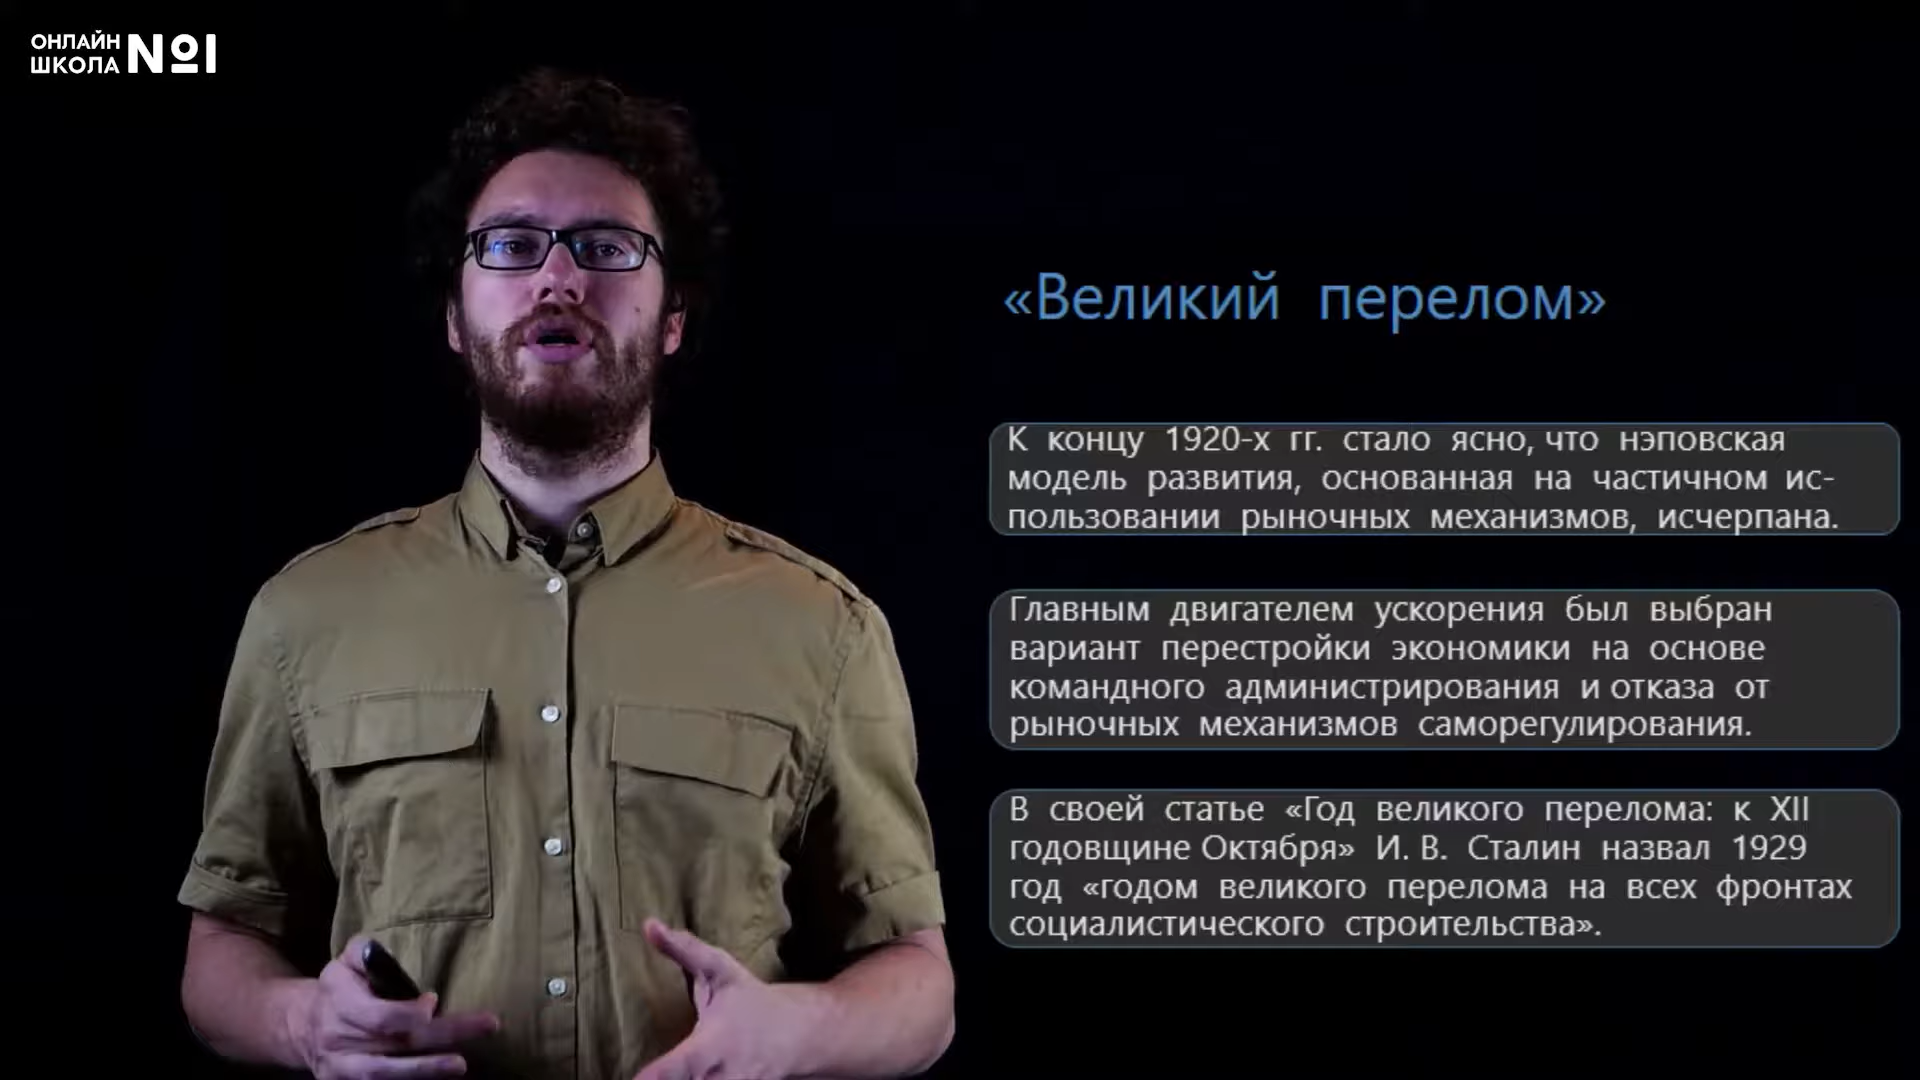 ОНЛАЙН
ШКОЛА №1
«Великий перелом»
К концу 1920-х гг. стало ясно, что нэповская
модель развития, основанная на частичном ис-
пользовании рыночных механизмов, исчерпана.
Главным двигателем ускорения был выбран
вариант перестройки экономики на основе
командного администрирования и отказа от
рыночных механизмов саморегулирования.
В своей статье «Год великого перелома: к XII
годовщине Октября» И. В. Сталин назвал 1929
год «годом великого перелома на всех фронтах
социалистического строительства».